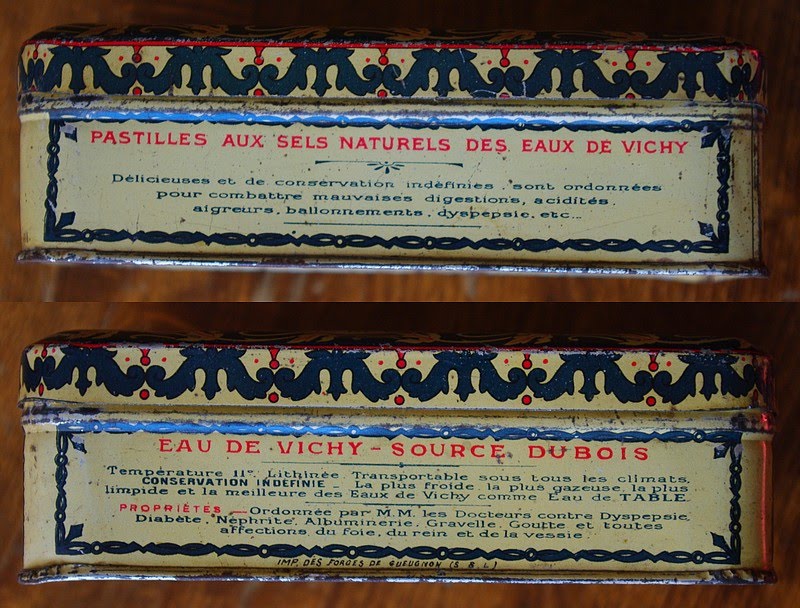 PASTILLES AUX SELS NATURELS DES EAUX DE VICHY
Délicieuses et de conservation indéfinies, sont ordonnées
pour combattre mauvaises digestions, acidités,
aigreurs, ballonnements, dyspepsie, etc...
EAU DE VICHY - SOURCE DUBOIS
Température 11°. Lithinée Transportable sous tous les climats,
CONSERVATION INDÉFINIE _ La plus froide, la plus gazeuse, la plus
limpide et la meilleure des Eaux de Vichy comme Eau de TABLE
PROPRIÉTÉS _ Ordonnée par M.M. les Docteurs contre Dyspepsie,
Diabète, Néphrite, Albuminerie, Gravelle, Goutte et toutes
affections du foie, du rein et de la vessie
IMP. DES FORGES DE GUEUGNON (S & L)